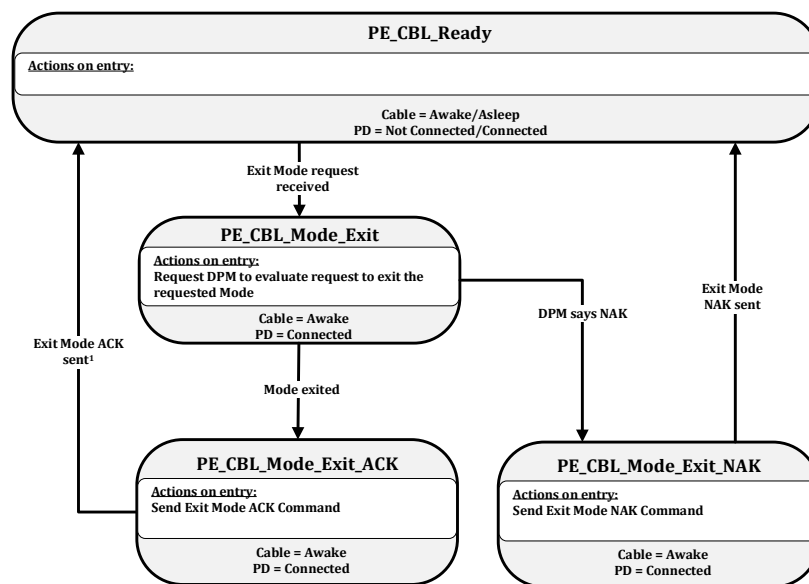 PE_CBL_Ready
Actions on entry:
Cable = Awake/Asleep
PD = Not Connected/Connected
Exit Mode request
received
PE_CBL_Mode_Exit
Actions on entry:
Request DPM to evaluate request to exit the
requested Mode
Cable = Awake
PD = Connected
Exit Mode
NAK sent
DPM says NAK
Exit Mode ACK
sent¹
Mode exited
PE_CBL_Mode_Exit_ACK
Actions on entry:
Send Exit Mode ACK Command
Cable = Awake
PD = Connected
PE_CBL_Mode_Exit_NAK
Actions on entry:
Send Exit Mode NAK Command
Cable = Awake
PD = Connected